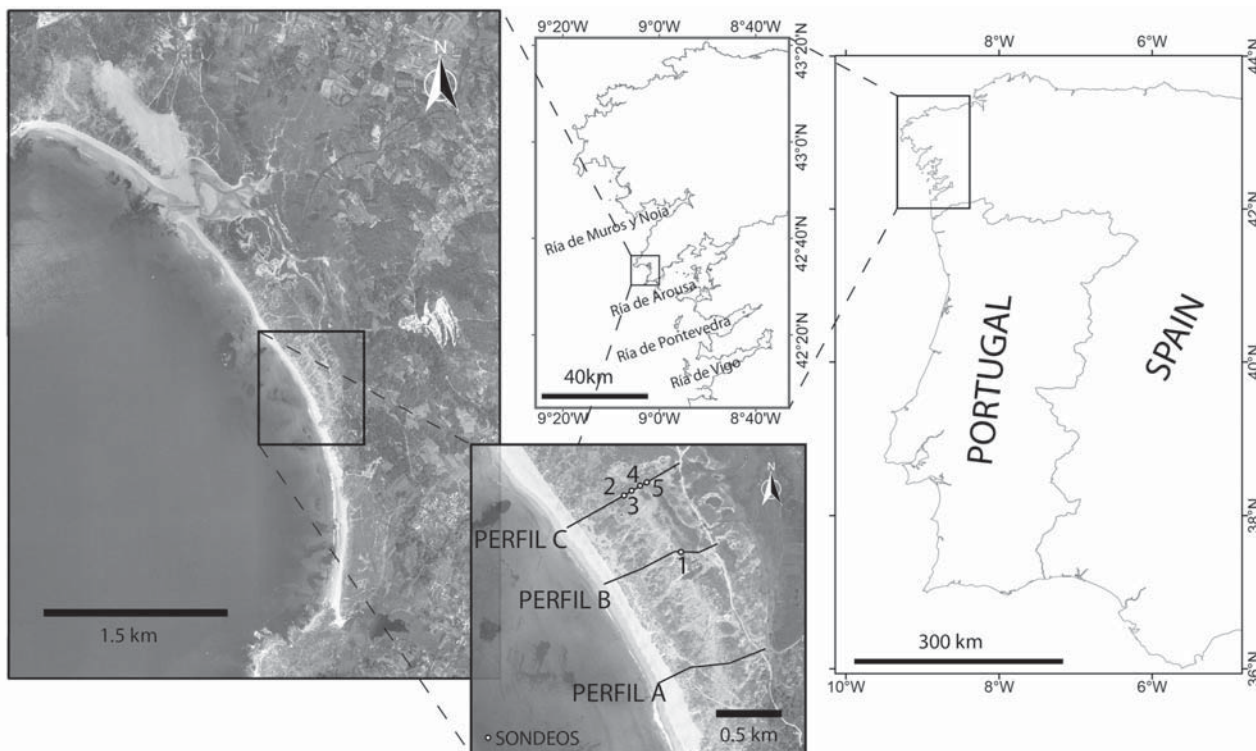 N
1.5 km
9°20'W
9°0'W
8°40'W
43°20'N
43°0'N
42°40'N
42°20'N
Ría de Muros y Noia
Ría de Arousa
Ría de Pontevedra
Ría de Vigo
40km
9°20'W
9°0'W
8°40'W
8°W
6°W
44°N
42°N
40°N
38°N
36°N
PORTUGAL
SPAIN
300 km
10°W
8°W
6°W
N
4
2
5
3
PERFIL C
1
PERFIL B
PERFIL A
0.5 km
SONDEOS